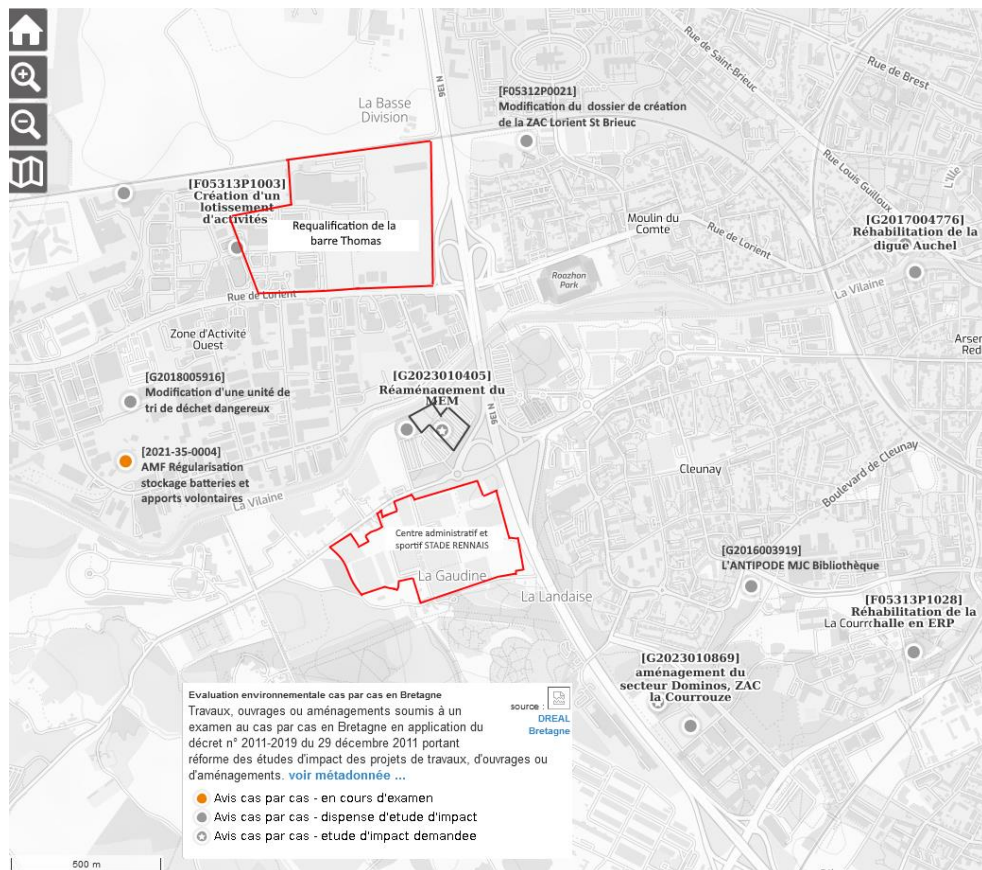 Rue de Saint-Brieuc
Rue de Brest
N 136
La Basse
Division
[F05312P0021]
Modification du dossier de création
de la ZAC Lorient St Brieuc
Rue Louis Guilloux
L'Ille
[F05313P1003]
Création d'un
lotissement
d'activités
Requalification de la
barre Thomas
Moulin du
Comte
Rue de Lorient
[G2017004776]
Réhabilitation de la
digue Auchel
Roazhon
Park
La Vilaine
Rue de Lorient
Zone d'Activité
Ouest
Arsen
Red
[G2018005916]
Modification d'une unité de
tri de déchet dangereux
[G2023010405]
Réaménagement du
MEM
N 136
[2021-35-0004]
AMF Régularisation
stockage batteries et
apports volontaires
La Vilaine
Cleunay
Boulevard de Cleunay
Centre administratif et
sportif STADE RENNAIS
La Gaudine
La Landaise
[G2016003919]
L'ANTIPODE MJC Bibliothèque
[F05313P1028]
Réhabilitation de la
La Courr
halle en ERP
[G2023010869]
aménagement du
secteur Dominos, ZAC
la Courrouze
Evaluation environnementale cas par cas en Bretagne
Travaux, ouvrages ou aménagements soumis à un
examen au cas par cas en Bretagne en application du
décret n° 2011-2019 du 29 décembre 2011 portant
réforme des études d'impact des projets de travaux, d'ouvrages ou
d'aménagements. voir métadonnée ...
source :
DREAL
Bretagne
Avis cas par cas - en cours d'examen
Avis cas par cas - dispense d'etude d'impact
Avis cas par cas - etude d'impact demandee
500 m